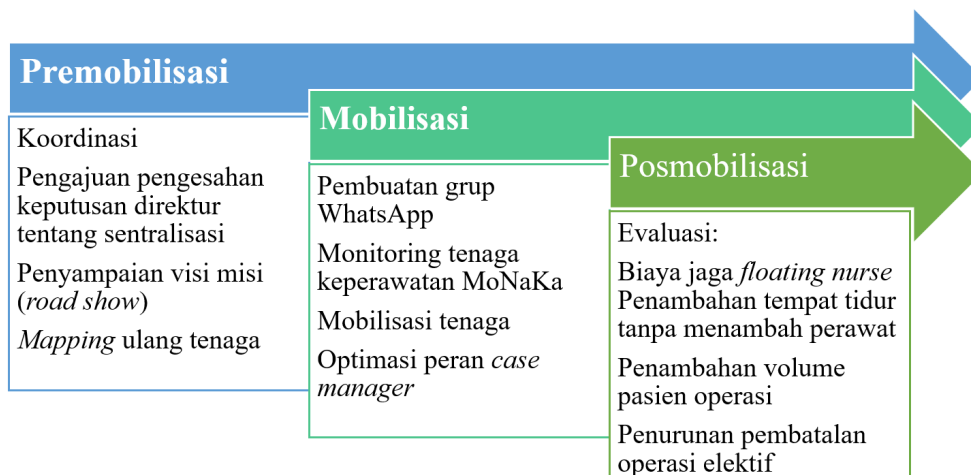 Premobilisasi
Koordinasi
Pengajuan pengesahan
keputusan direktur
tentang sentralisasi
Penyampaian visi misi
(road show)
Mapping ulang tenaga
Mobilisasi
Pembuatan grup
WhatsApp
Monitoring tenaga
keperawatan MoNaKa
Mobilisasi tenaga
Optimasi peran case
manager
Posmobilisasi
Evaluasi:
Biaya jaga floating nurse
Penambahan tempat tidur
tanpa menambah perawat
Penambahan volume
pasien operasi
Penurunan pembatalan
operasi elektif